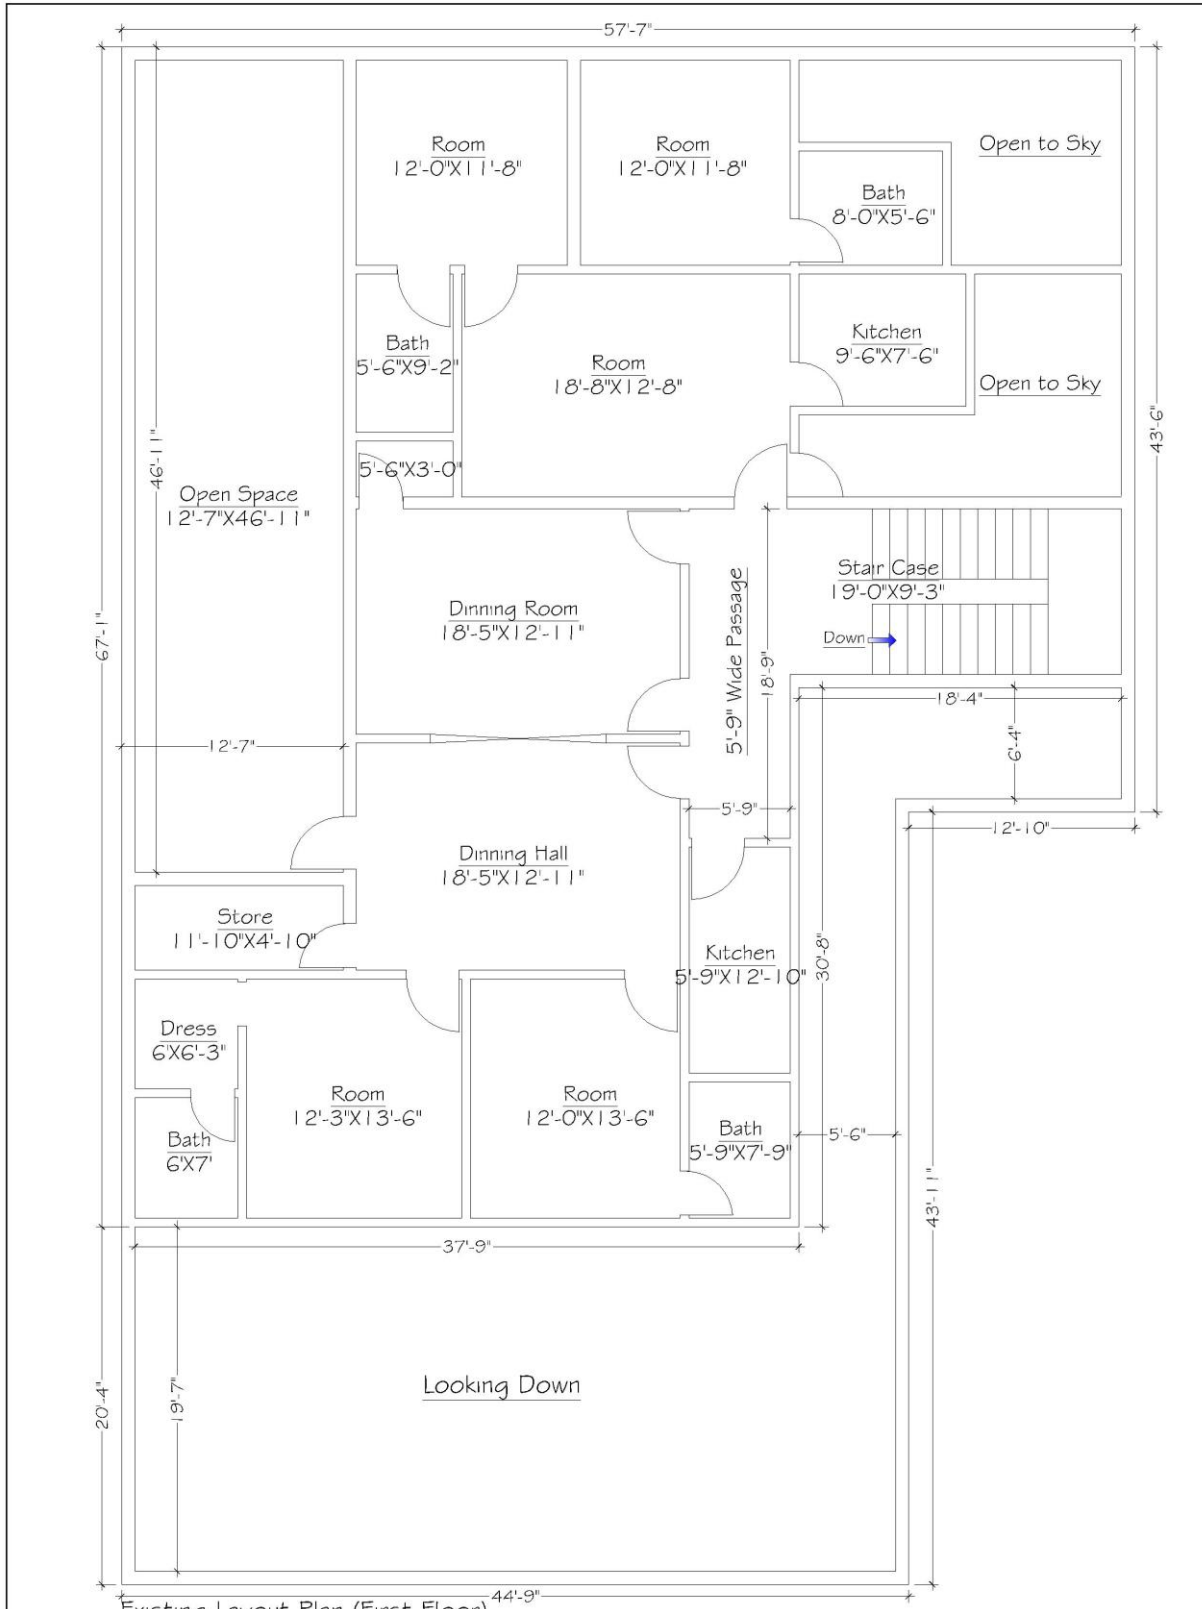 57'-7"
Room
12'-0"X11'-8"
Room
12'-0"X11'-8"
Open to Sky
Bath
8'-0"X5'-6"
Bath
5'-6"X9'-2"
Room
18'-8"X12'-8"
Kitchen
9'-6"X7'-6"
Open to Sky
43'-6"
46'-11"
5'-6"X3'-0"
Open Space
12'-7"X46'-11"
Stair Case
19'-0"X9'-3"
Dinning Room
18'-5"X12'-11"
5'-9" Wide Passage
18'-9"
Down
67'-1"
18'-4"
6'-4"
12'-7"
5'-9"
12'-10"
Dinning Hall
18'-5"X12'-11"
Store
11'-10"X4'-10"
Kitchen
5'-9"X12'-10"
30'-8"
Dress
6'X6'-3"
Room
12'-3"X13'-6"
Room
12'-0"X13'-6"
Bath
5'-9"X7'-9"
5'-6"
Bath
6'X7'
43'-11"
37'-9"
Looking Down
20'-4"
19'-7"
44'-9"
Existing Layout Plan (First Floor)